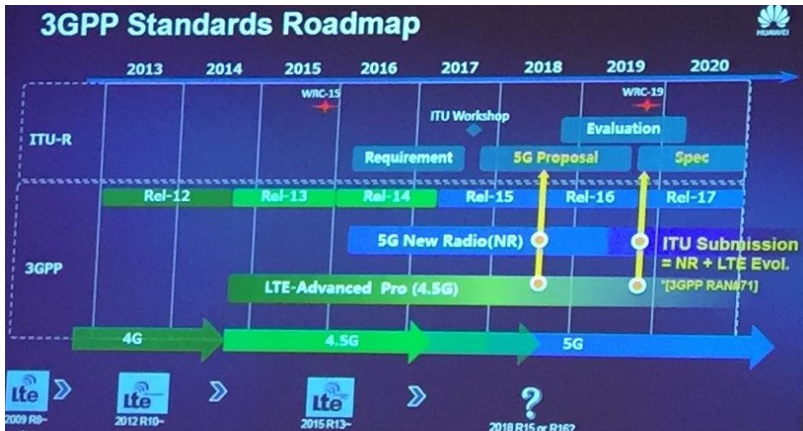 3GPP Standards Roadmap
HUAWEI
2013 2014 2015 2016 2017 2018 2019 2020
WRC-15 WRC-19
ITU Workshop
Evaluation
ITU-R
Requirement 5G Proposal Spec
Rel-12 Rel-13 Rel-14 Rel-15 Rel-16 Rel-17
5G New Radio(NR)
ITU Submission
= NR + LTE Evol.
3GPP
LTE-Advanced Pro (4.5G)
*[3GPP RAN#71]
4G 4.5G 5G
Lte Lte Lte ?
2009 R8~ 2012 R10~ 2015 R13~ 2018 R15 or R16?